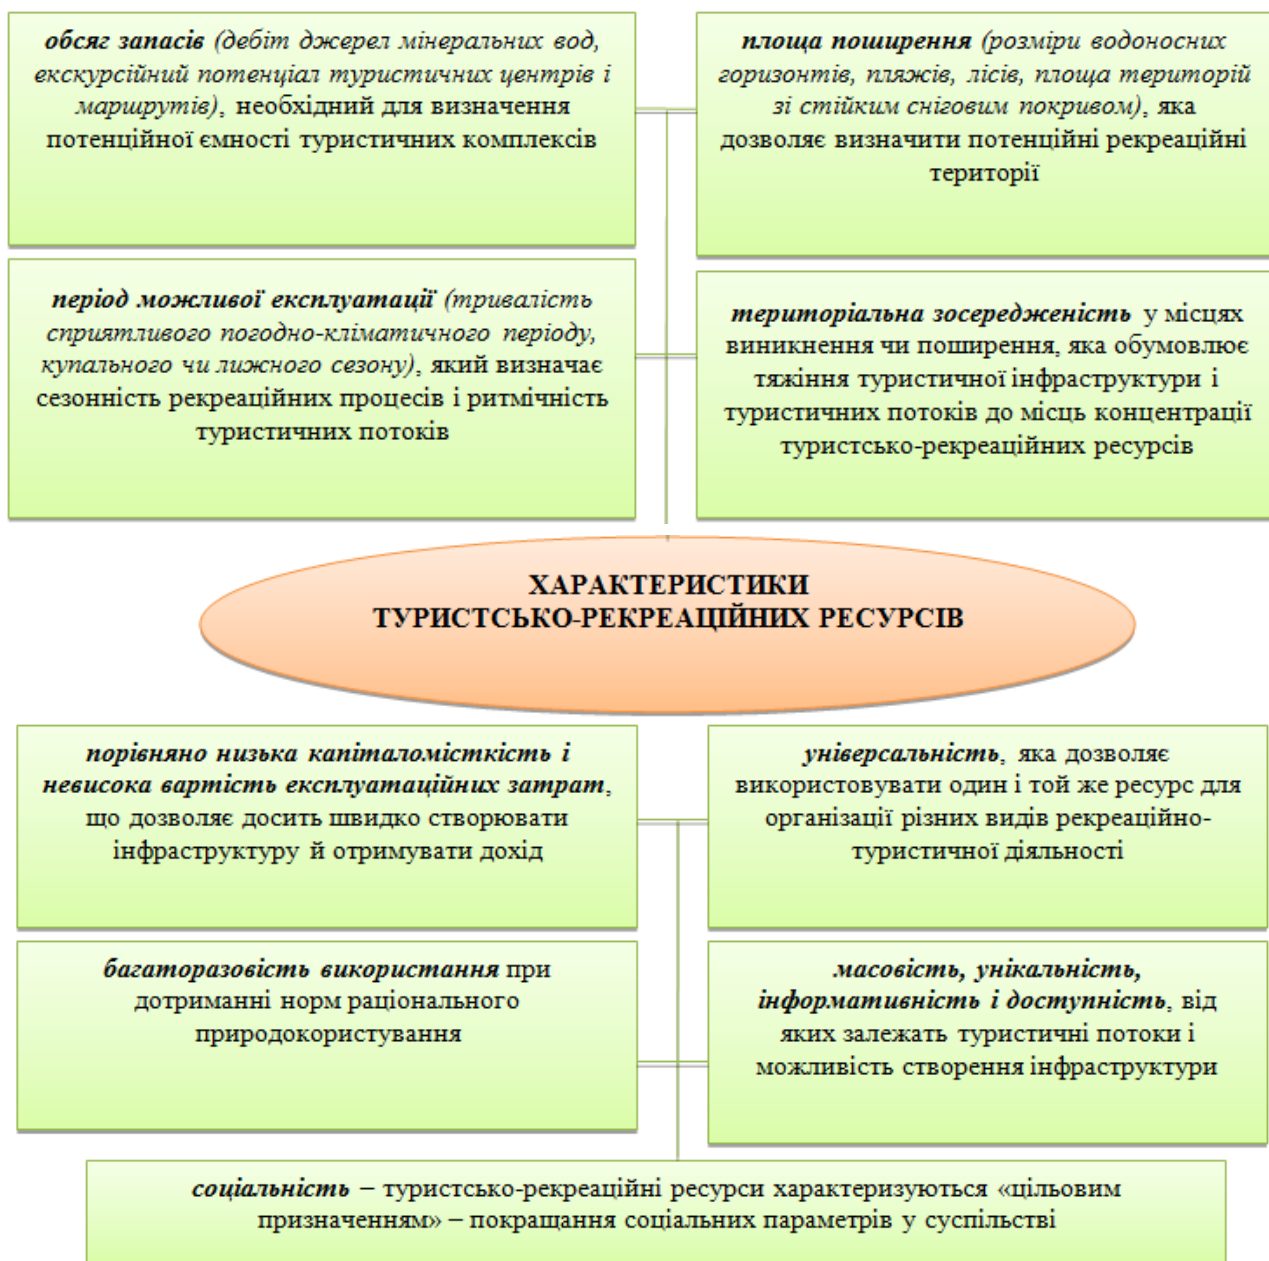 обсяг запасів (дебіт джерел мінеральних вод,
екскурсійний потенціал туристичних центрів і
маршрутів), необхідний для визначення
потенційної ємності туристичних комплексів
площа поширення (розміри водоносних
горизонтів, пляжів, лісів, площа територій
зі стійким сніговим покривом), яка
дозволяє визначити потенційні рекреаційні
території
період можливої експлуатації (тривалість
сприятливого погодно-кліматичного періоду,
купального чи лижного сезону), який визначає
сезонність рекреаційних процесів і ритмічність
туристичних потоків
територіальна зосередженість у місцях
виникнення чи поширення, яка обумовлює
тяжіння туристичної інфраструктури і
туристичних потоків до місць концентрації
туристсько-рекреаційних ресурсів
ХАРАКТЕРИСТИКИ
ТУРИСТСЬКО-РЕКРЕАЦІЙНИХ РЕСУРСІВ
порівняно низька капіталомісткість і
невисока вартість експлуатаційних затрат,
що дозволяє досить швидко створювати
інфраструктуру й отримувати дохід
універсальність, яка дозволяє
використовувати один і той же ресурс для
організації різних видів рекреаційно-
туристичної діяльності
багаторазовість використання при
дотриманні норм раціонального
природокористування
масовість, унікальність,
інформативність і доступність, від
яких залежать туристичні потоки і
можливість створення інфраструктури
соціальність – туристсько-рекреаційні ресурси характеризуються «цільовим
призначенням» – покращання соціальних параметрів у суспільстві